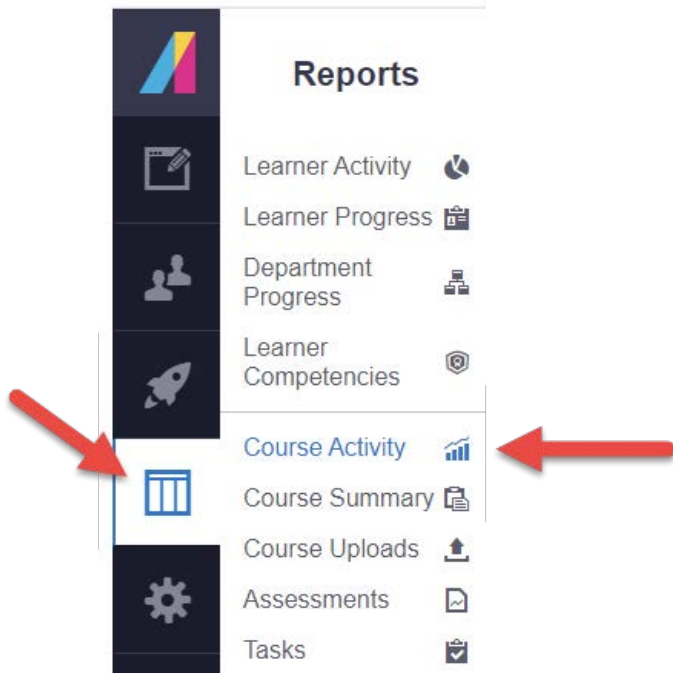 Reports
Learner Activity
Learner Progress
Department
Progress
Learner
Competencies
Course Activity
Course Summary
Course Uploads
Assessments
Tasks